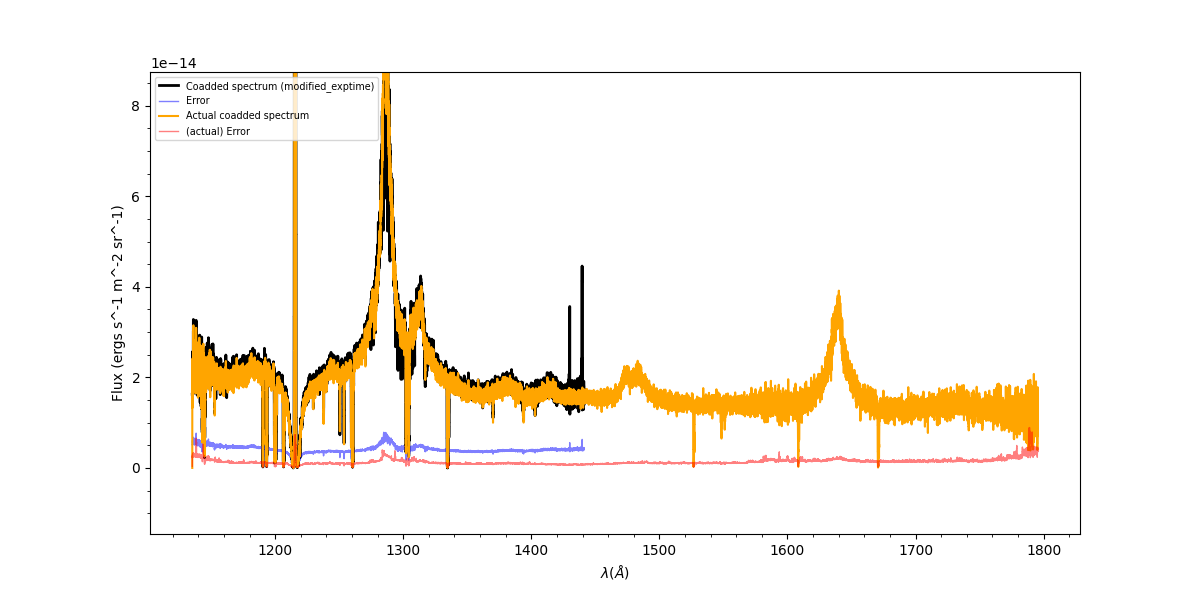 1e−14
Coadded spectrum (modified_exptime)
Error
Actual coadded spectrum
(actual) Error
8
6
4
2
0
Flux (ergs s^-1 m^-2 sr^-1)
1200 1300 1400 1500 1600 1700 1800
λ(Å)